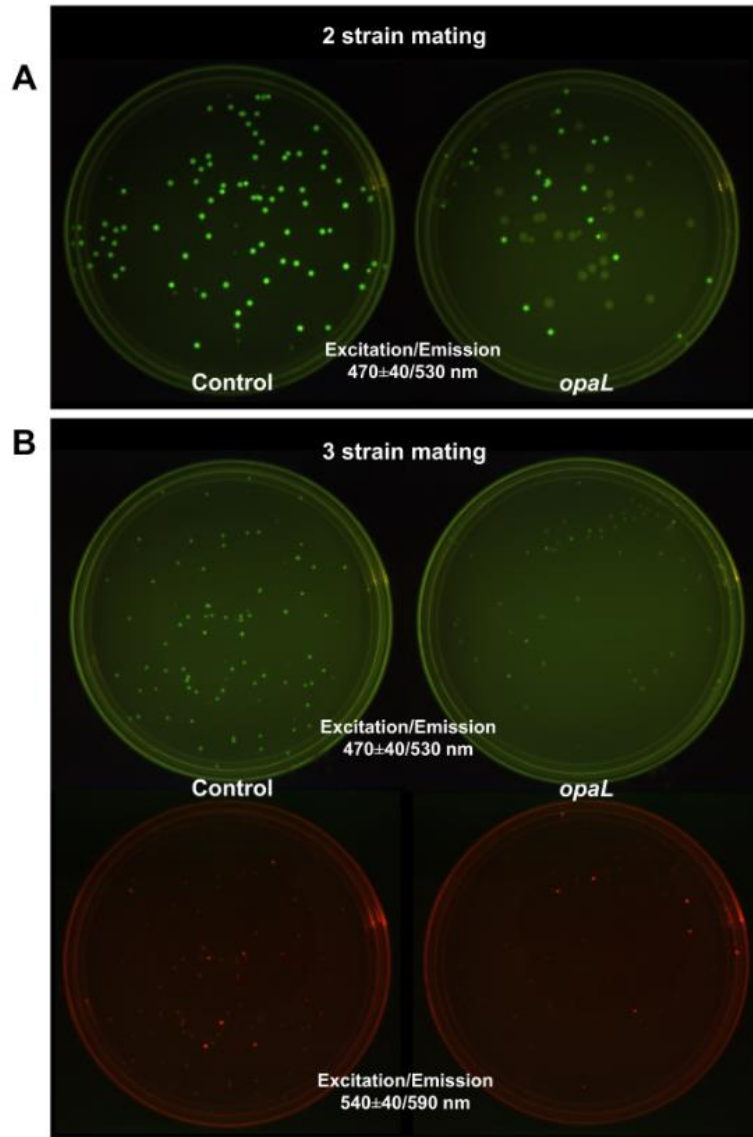 A
2 strain mating
Excitation/Emission
470±40/530 nm
Control
opaL
B
3 strain mating
Excitation/Emission
470±40/530 nm
Control
opaL
Excitation/Emission
540±40/590 nm